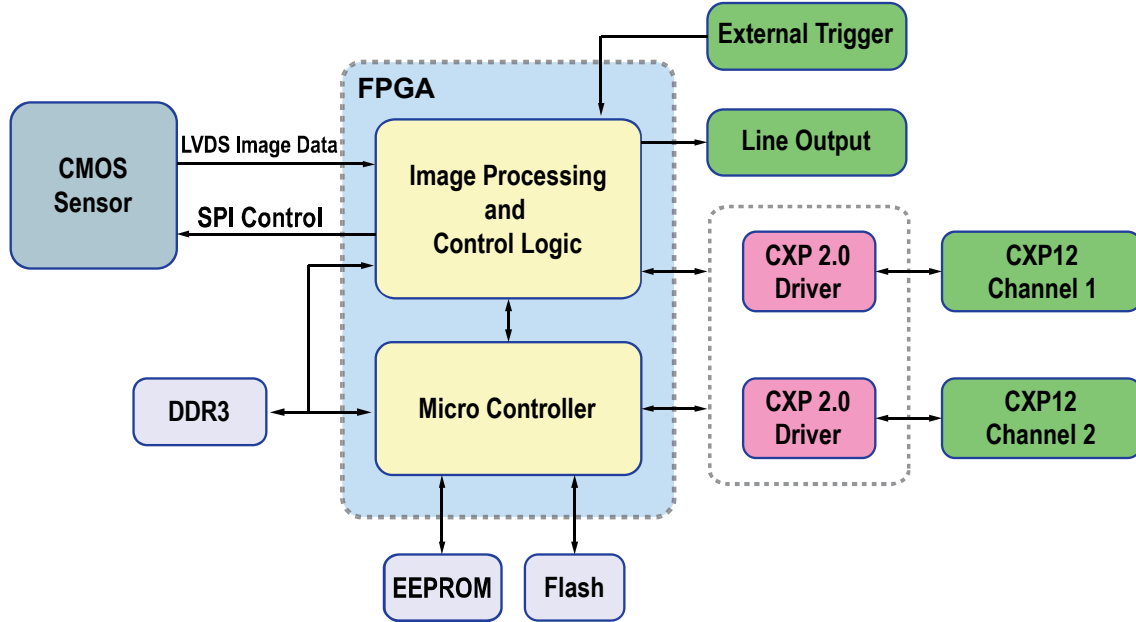 External Trigger
FPGA
CMOS
Sensor
LVDS Image Data
SPI Control
Image Processing
and
Control Logic
Line Output
CXP 2.0
Driver
CXP12
Channel 1
DDR3
Micro Controller
CXP 2.0
Driver
CXP12
Channel 2
EEPROM
Flash